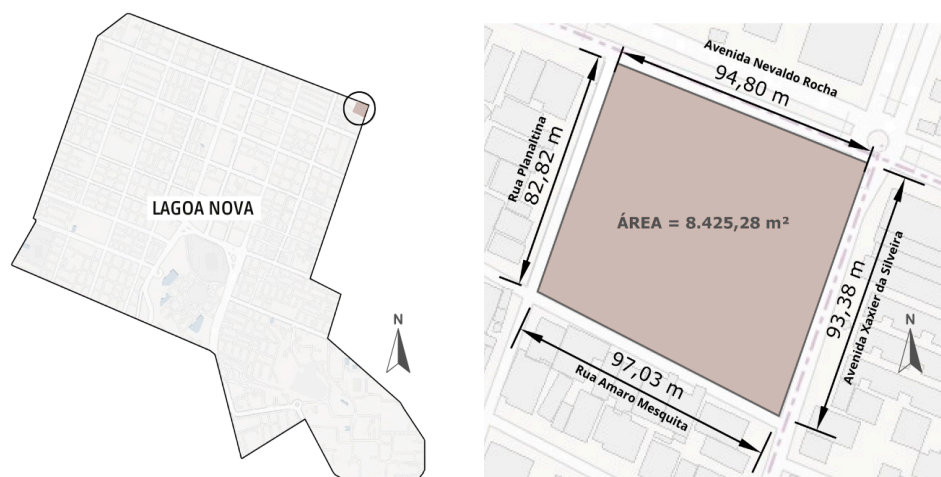 LAGOA NOVA
N
Avenida Nevaldo Rocha
94,80 m
Rua Planaltina
82,82 m
ÁREA = 8.425,28 m²
93,38 m
Avenida Xaxier da Silveira
97,03 m
Rua Amaro Mesquita
N